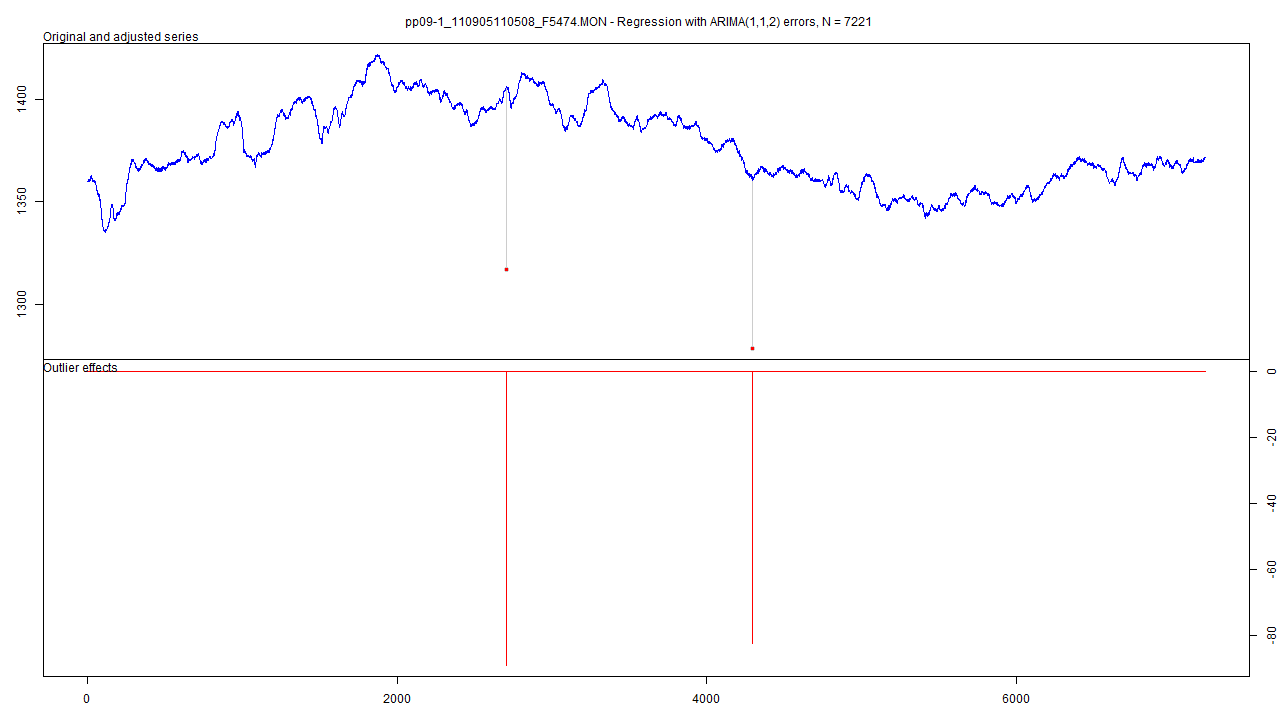 pp09-1_110905110508_F5474.MON - Regression with ARIMA(1,1,2) errors, N = 7221
Original and adjusted series
1400
1350
1300
Outlier effects
0
-20
-40
-60
-80
0 2000 4000 6000